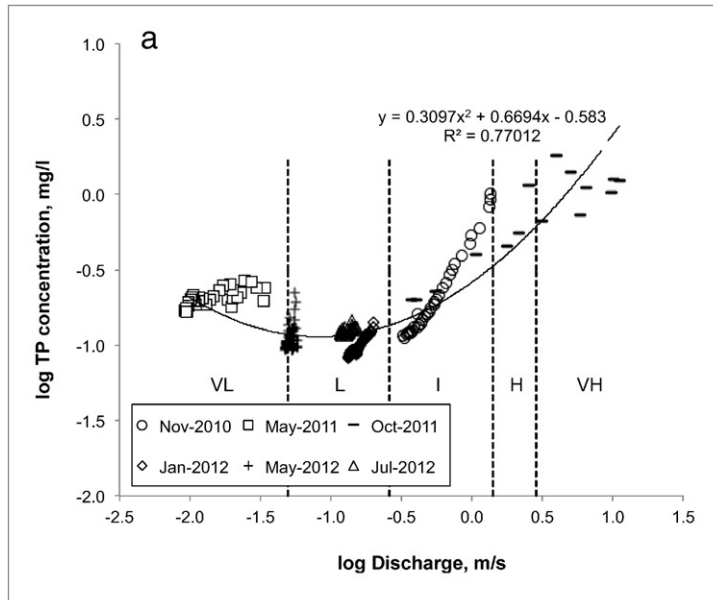 a
1.0
0.5
0.0
-0.5
-1.0
-1.5
-2.0
log TP concentration, mg/l
y = 0.3097x² + 0.6694x - 0.583
R² = 0.77012
VL L I H VH
Nov-2010 May-2011 Oct-2011
Jan-2012 May-2012 Jul-2012
-2.5 -2.0 -1.5 -1.0 -0.5 0.0 0.5 1.0 1.5
log Discharge, m/s